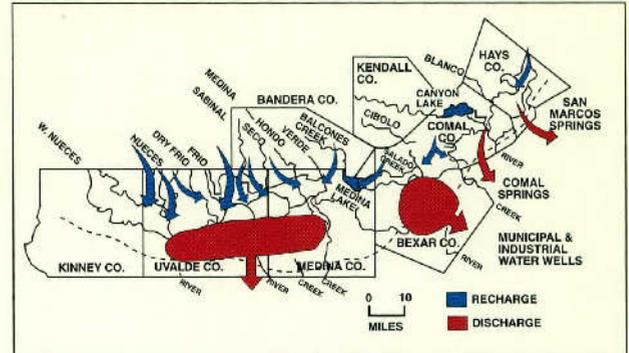 HAYS
CO.
BLANCO
KENDALL
CO.
CANYON
LAKE
SAN
MARCOS
SPRINGS
MEDINA
SABINAL
BANDERA CO.
CIBOLO
COMAL
CO.
W. NUECES
NUECES
DRY FRIO
FRIO
SECO
HONDO
VERDE
BALCONES
CREEK
SALADO
CREEK
RIVER
MEDINA
LAKE
COMAL
SPRINGS
CREEK
BEXAR CO.
MUNICIPAL &
INDUSTRIAL
WATER WELLS
KINNEY CO.
UVALDE CO.
MEDINA CO.
RIVER
RIVER
RIVER
CREEK
CREEK
0 10
MILES
RECHARGE
DISCHARGE